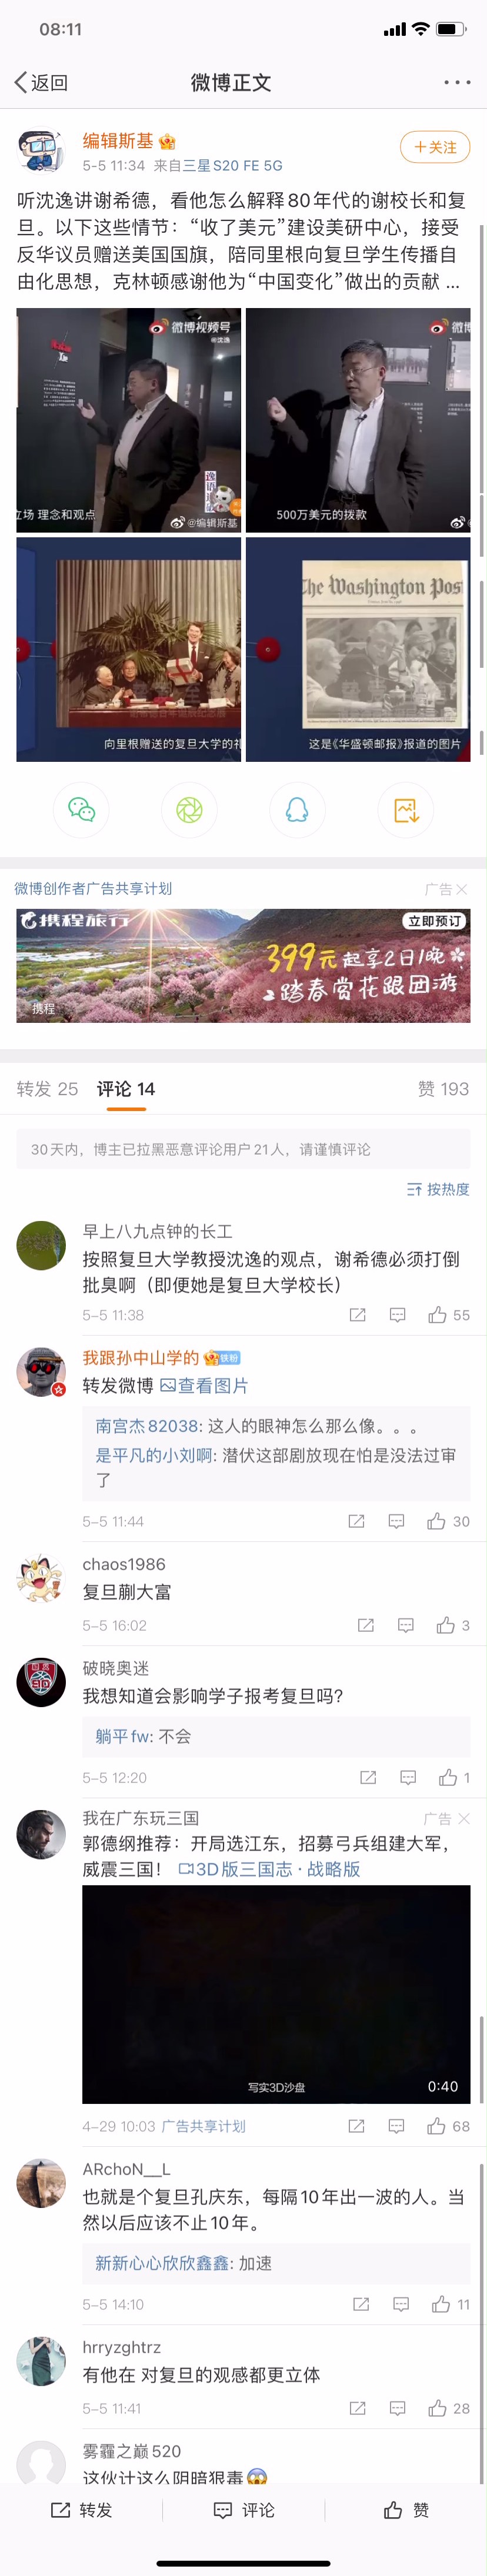 08:11
返回
微博正文
编辑斯基
+关注
5-5 11:34 来自三星S20 FE 5G
听沈逸讲谢希德，看他怎么解释80年代的谢校长和复
旦。以下这些情节：“收了美元”建设美研中心，接受
反华议员赠送美国国旗，陪同里根向复旦学生传播自
由化思想，克林顿感谢他为“中国变化”做出的贡献 ...
微博视频号
@沈逸
立场 理念和观点
@编辑斯基
微博
500万美元的拨款
向里根赠送的复旦大学的礼
The Washington Pos
这是《华盛顿邮报》报道的图片
微博创作者广告共享计划
广告
携程旅行
立即预订
399元起享2日1晚
踏春赏花跟团游
携程
转发 25
评论 14
赞 193
30天内，博主已拉黑恶意评论用户21人，请谨慎评论
按热度
早上八九点钟的长工
按照复旦大学教授沈逸的观点，谢希德必须打倒
批臭啊（即便她是复旦大学校长）
5-5 11:38
55
我跟孙中山学的
铁粉
转发微博 查看图片
南宫杰82038: 这人的眼神怎么那么像。。。
是平凡的小刘啊: 潜伏这部剧放现在怕是没法过审
了
5-5 11:44
30
chaos1986
复旦蒯大富
5-5 16:02
3
破晓奥迷
我想知道会影响学子报考复旦吗?
躺平fw: 不会
5-5 12:20
1
我在广东玩三国
广告
郭德纲推荐：开局选江东，招募弓兵组建大军，
威震三国！ 3D版三国志·战略版
写实3D沙盘
0:40
4-29 10:03 广告共享计划
68
ARchoN__L
也就是个复旦孔庆东，每隔10年出一波的人。当
然以后应该不止10年。
新新心心欣欣鑫鑫: 加速
5-5 14:10
11
hrryzghtrz
有他在 对复旦的观感都更立体
5-5 11:41
28
雾霾之巅520
这伙计这么阴暗狠毒
转发
评论
赞